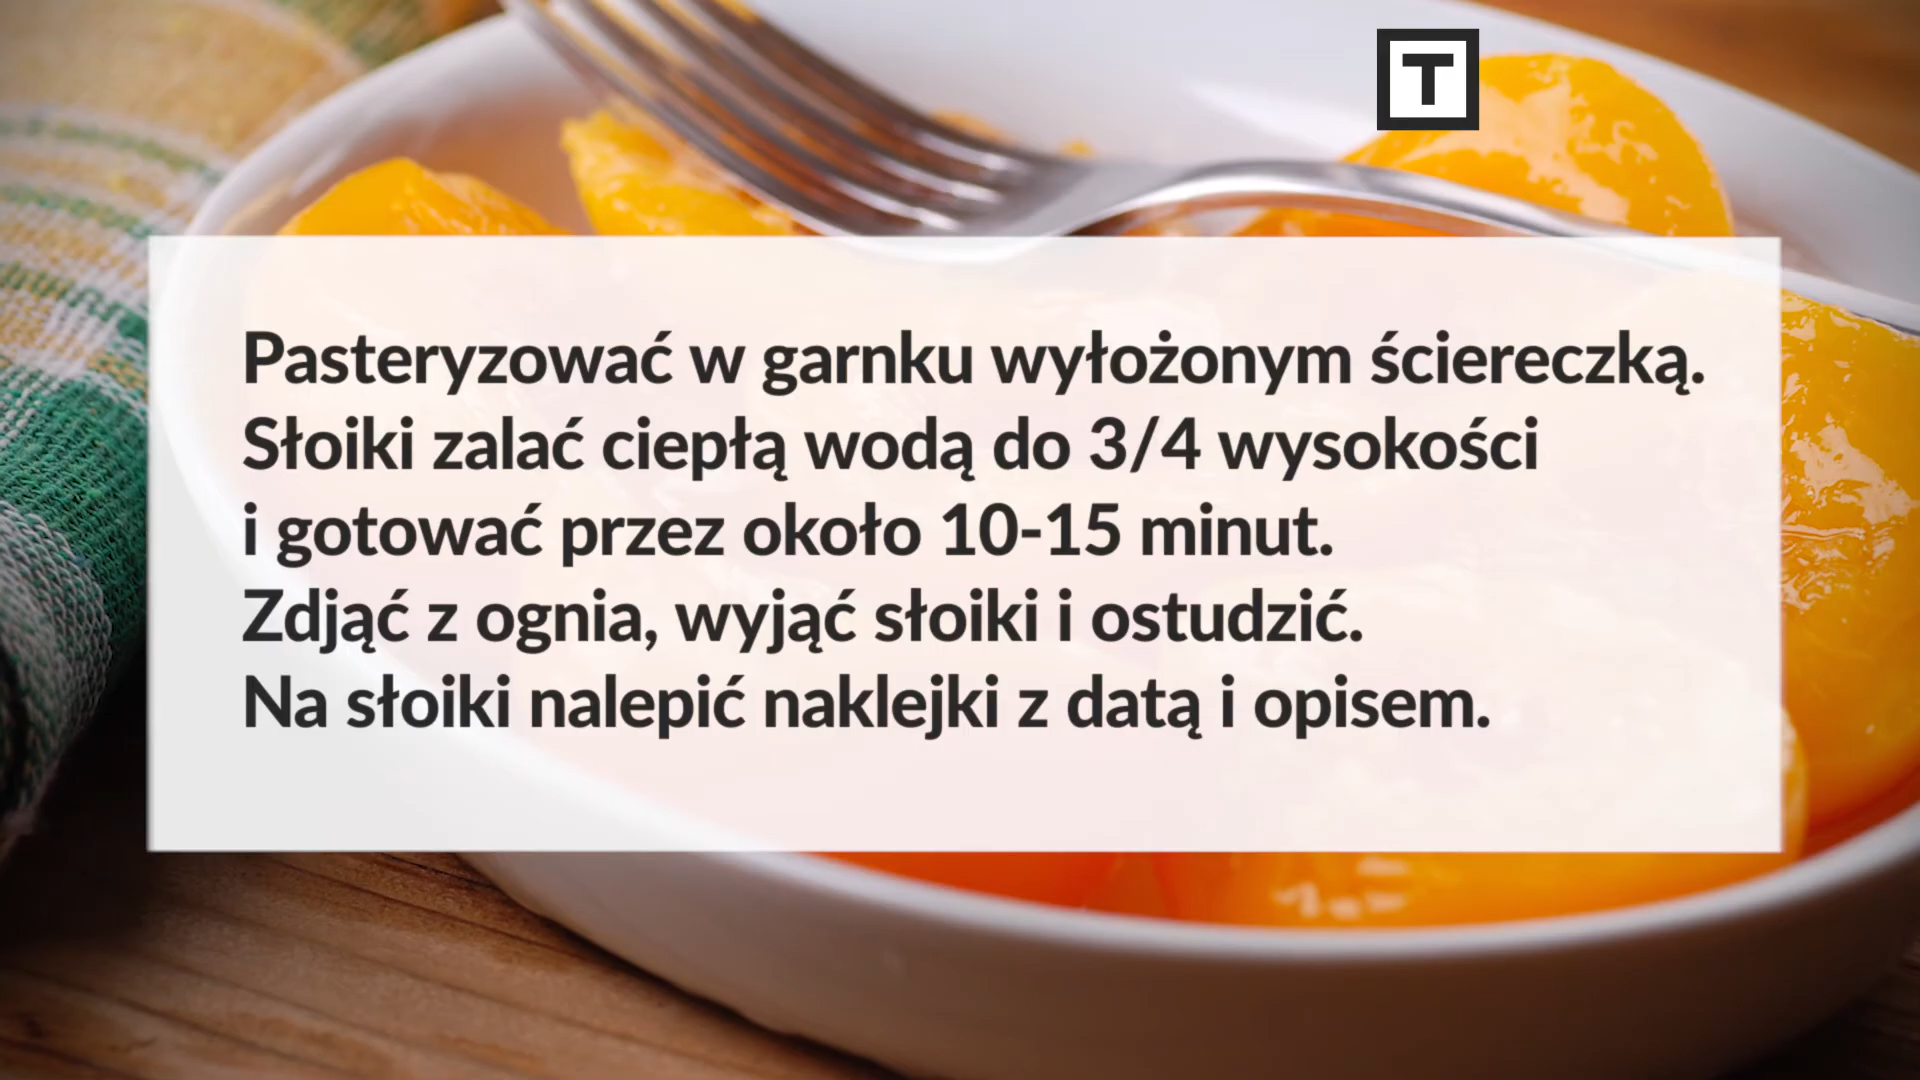 T
Pasteryzować w garnku wyłożonym ściereczką.
Słoiki zalać ciepłą wodą do 3/4 wysokości
i gotować przez około 10-15 minut.
Zdjąć z ognia, wyjąć słoiki i ostudzić.
Na słoiki nalepić naklejki z datą i opisem.